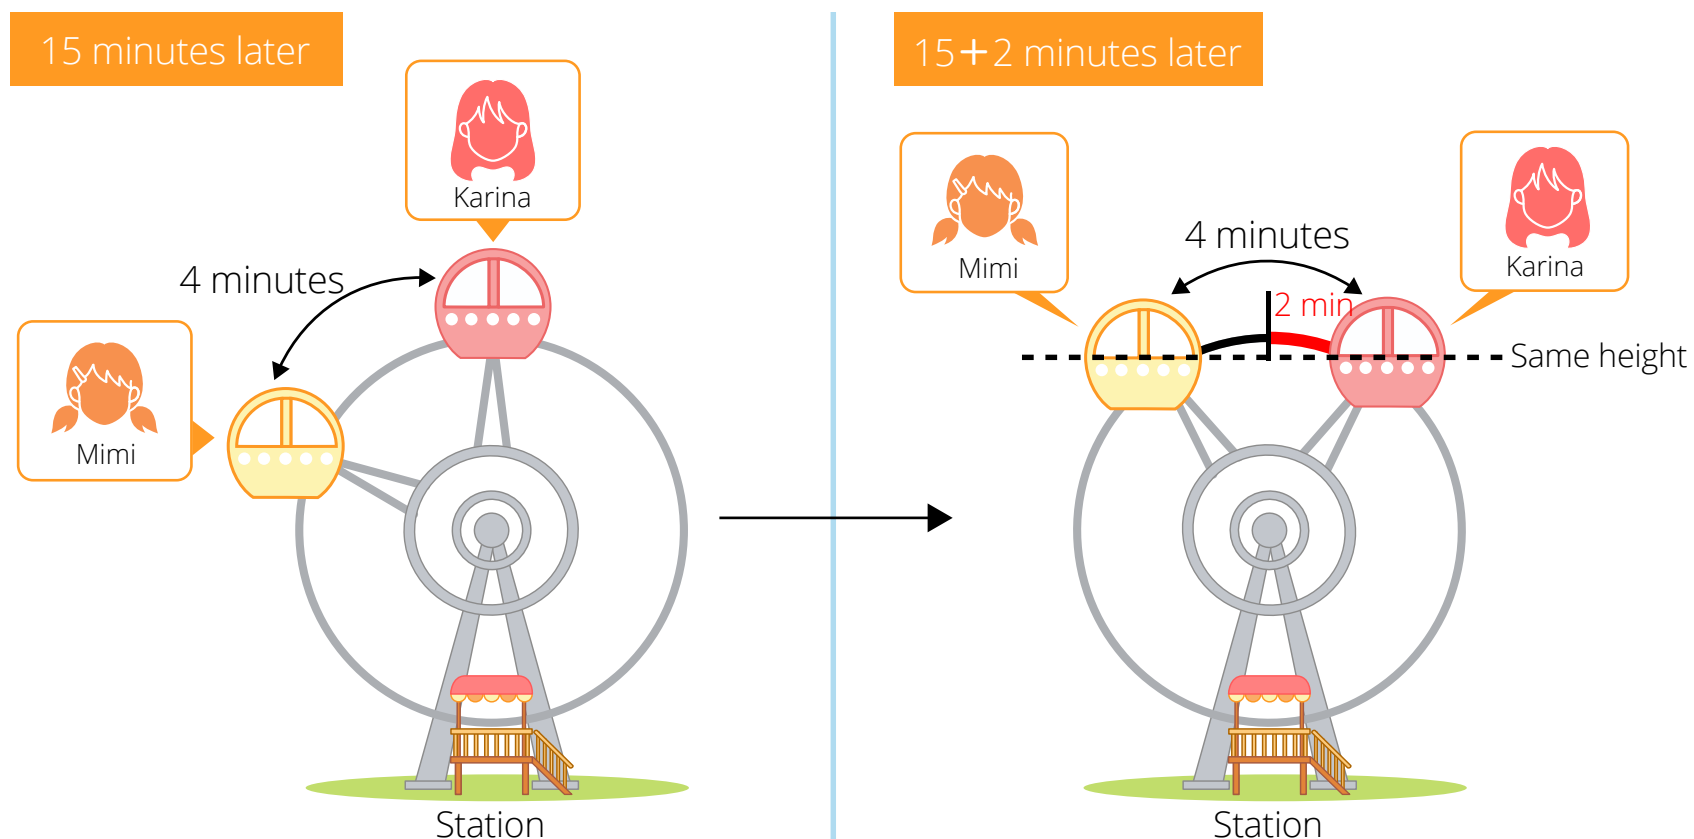 15 minutes later
Karina
4 minutes
Mimi
Station
15+2 minutes later
Mimi
4 minutes
Karina
2 min
Same height
Station